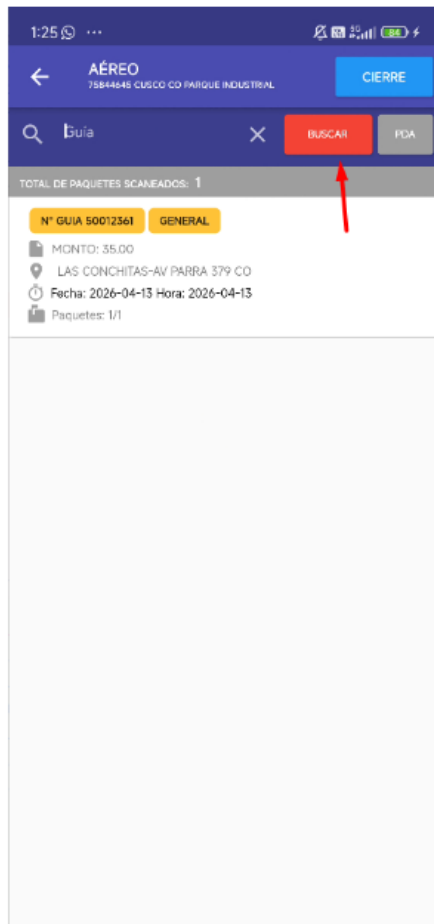 1:25 ...
5G 84
AÉREO
75844645 CUSCO CO PARQUE INDUSTRIAL
CIERRE
Guia
BUSCAR
PDA
TOTAL DE PAQUETES SCANEADOS: 1
N° GUIA 50012361 GENERAL
MONTO: 35.00
LAS CONCHITAS-AV PARRA 379 CO
Fecha: 2026-04-13 Hora: 2026-04-13
Paquetes: 1/1